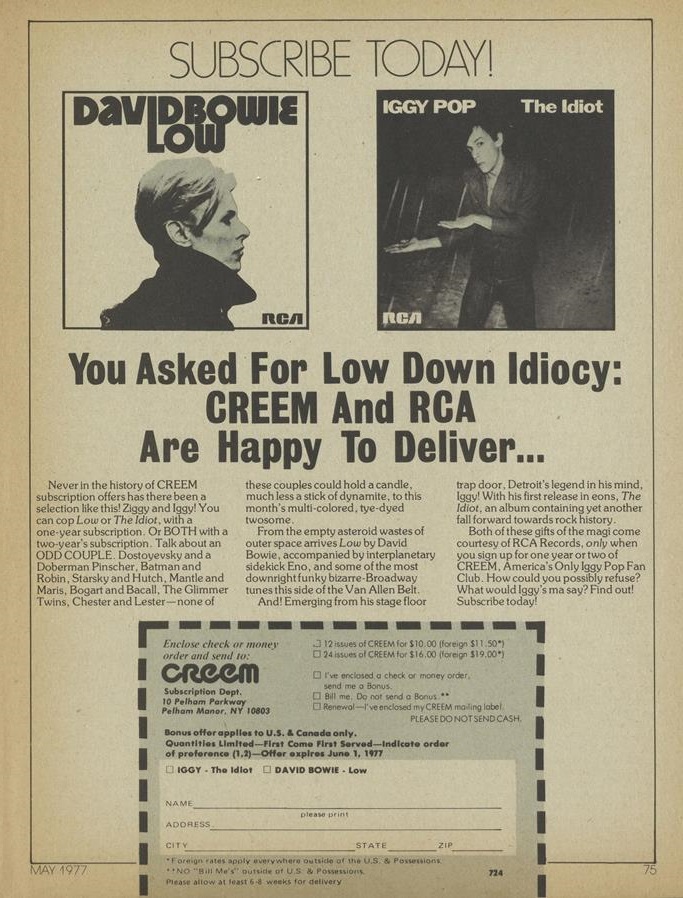 SUBSCRIBE TODAY!
DAVID BOWIE
LOW
RCA
IGGY POP The Idiot
RCA
You Asked For Low Down Idiocy:
CREEM And RCA
Are Happy To Deliver...
Never in the history of CREEM
subscription offers has there been a
selection like this! Ziggy and Iggy! You
can cop Low or The Idiot, with a
one-year subscription. Or BOTH with a
two-year's subscription. Talk about an
ODD COUPLE. Dostoyevsky and a
Doberman Pinscher, Batman and
Robin, Starsky and Hutch, Mantle and
Maris, Bogart and Bacall, The Glimmer
Twins, Chester and Lester—none of
these couples could hold a candle,
much less a stick of dynamite, to this
month's multi-colored, tye-dyed
twosome.
From the empty asteroid wastes of
outer space arrives Low by David
Bowie, accompanied by interplanetary
sidekick Eno, and some of the most
downright funky bizarre-Broadway
tunes this side of the Van Allen Belt.
And! Emerging from his stage floor
trap door, Detroit's legend in his mind,
Iggy! With his first release in eons, The
Idiot, an album containing yet another
fall forward towards rock history.
Both of these gifts of the magi come
courtesy of RCA Records, only when
you sign up for one year or two of
CREEM, America's Only Iggy Pop Fan
Club. How could you possibly refuse?
What would Iggy's ma say? Find out!
Subscribe today!
Enclose check or money
order and send to:
creem
Subscription Dept.
10 Pelham Parkway
Pelham Manor, NY 10803
12 issues of CREEM for $10.00 (foreign $11.50*)
24 issues of CREEM for $16.00 (foreign $19.00*)
I've enclosed a check or money order,
send me a Bonus.
Bill me. Do not send a Bonus.**
Renewal—I've enclosed my CREEM mailing label.
PLEASE DO NOT SEND CASH.
Bonus offer applies to U.S. & Canada only.
Quantities Limited—First Come First Served—Indicate order
of preference (1,2)—Offer expires June 1, 1977
IGGY - The Idiot DAVID BOWIE - Low
NAME
please print
ADDRESS
CITY STATE ZIP
*Foreign rates apply everywhere outside of the U.S. & Possessions.
**NO "Bill Me's" outside of U.S. & Possessions.
Please allow at least 6-8 weeks for delivery
724
MAY 1977
75